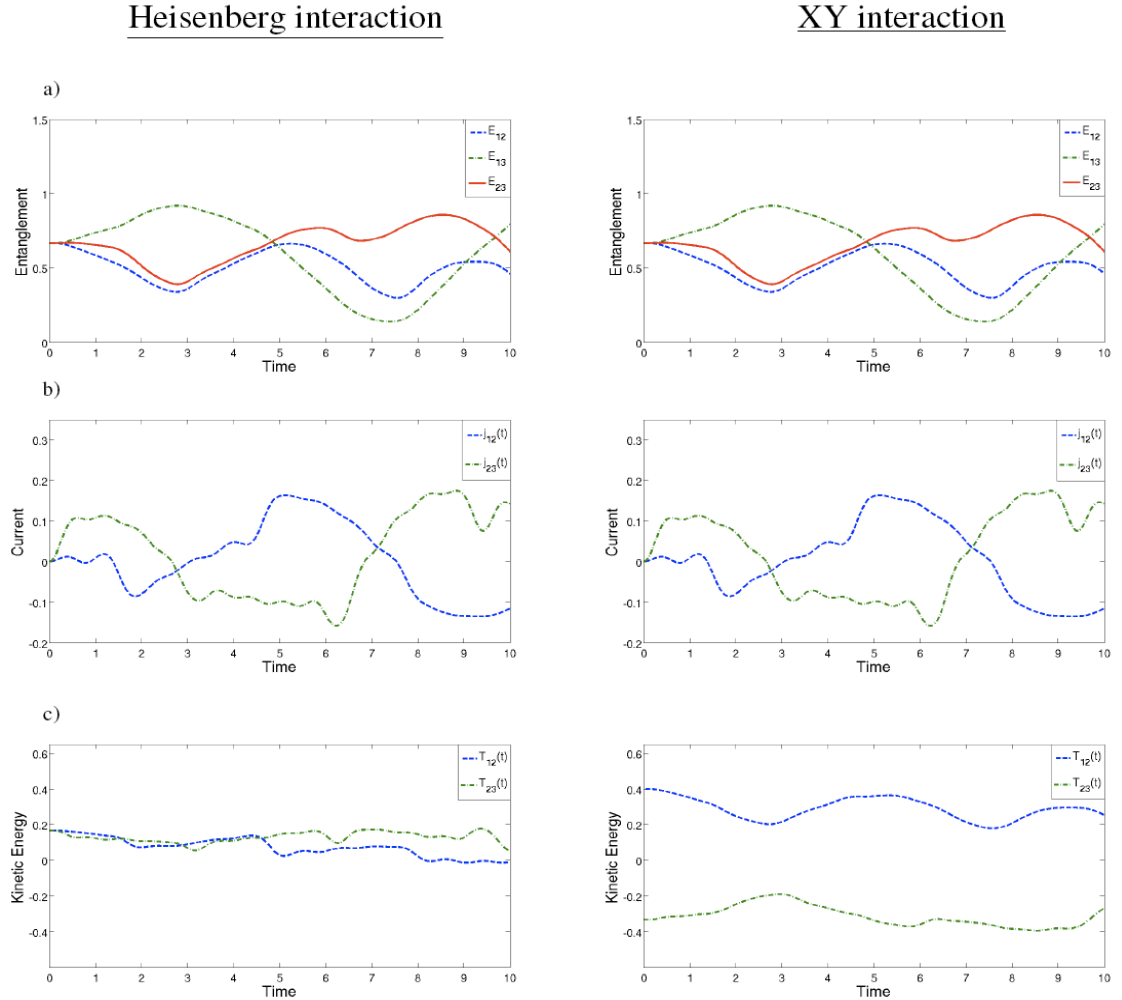 Heisenberg interaction XY interaction
a)
1.5 1 0.5 0
Entanglement
E12
E13
E23
0 1 2 3 4 5 6 7 8 9 10
Time
1.5 1 0.5 0
Entanglement
E12
E13
E23
0 1 2 3 4 5 6 7 8 9 10
Time
b)
0.3 0.2 0.1 0 -0.1 -0.2
Current
j12(t)
j23(t)
0 1 2 3 4 5 6 7 8 9 10
Time
0.3 0.2 0.1 0 -0.1 -0.2
Current
j12(t)
j23(t)
0 1 2 3 4 5 6 7 8 9 10
Time
c)
0.6 0.4 0.2 0 -0.2 -0.4
Kinetic Energy
T12(t)
T23(t)
0 1 2 3 4 5 6 7 8 9 10
Time
0.6 0.4 0.2 0 -0.2 -0.4
Kinetic Energy
T12(t)
T23(t)
0 1 2 3 4 5 6 7 8 9 10
Time